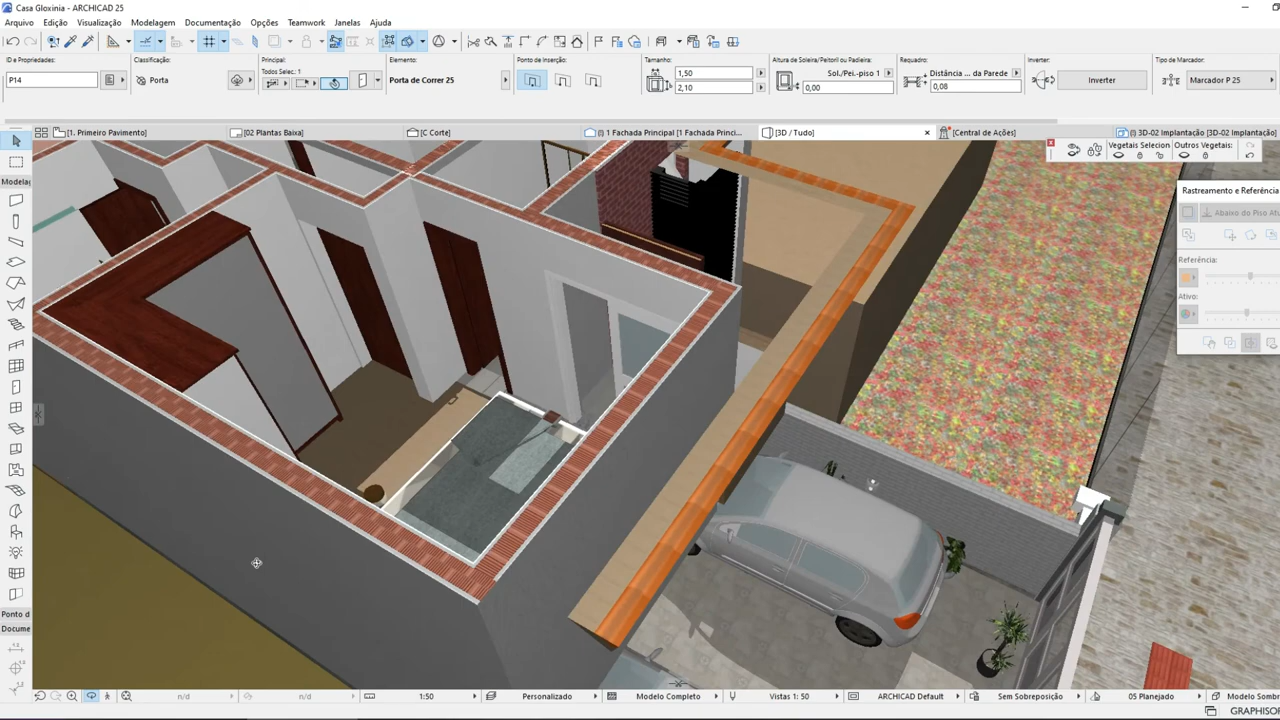 Casa Gloxinia - ARCHICAD 25
Arquivo Edição Visualização Modelagem Documentação Opções Teamwork Janelas Ajuda
ID e Propriedades: Classificação: Principal: Elemento: Ponto de Inserção: Tamanho: Altura de Soleira/Peitoril ou Padieira: Requadro: Inverter: Tipo de Marcador:
Todos Selec.: 1
P14 Porta Porta de Correr 25 1,50 Sol./Pei.-piso 1 Distância ... da Parede Inverter Marcador P 25
2,10 0,00 0,08
[1. Primeiro Pavimento] [02 Plantas Baixa] [C Corte] (!) 1 Fachada Principal [1 Fachada Princi... [3D / Tudo] [Central de Ações] (!) 3D-02 Implantação [3D-02 Implantação]
Vegetais Selecion Outros Vegetais:
Modelag
Rastreamento e Referência
Abaixo do Piso Atu
Referência:
Ativo:
Ponto d
Docume
n/d n/d 1:50 Personalizado Modelo Completo Vistas 1: 50 ARCHICAD Default Sem Sobreposição 05 Planejado Modelo Somb
GRAPHISOF